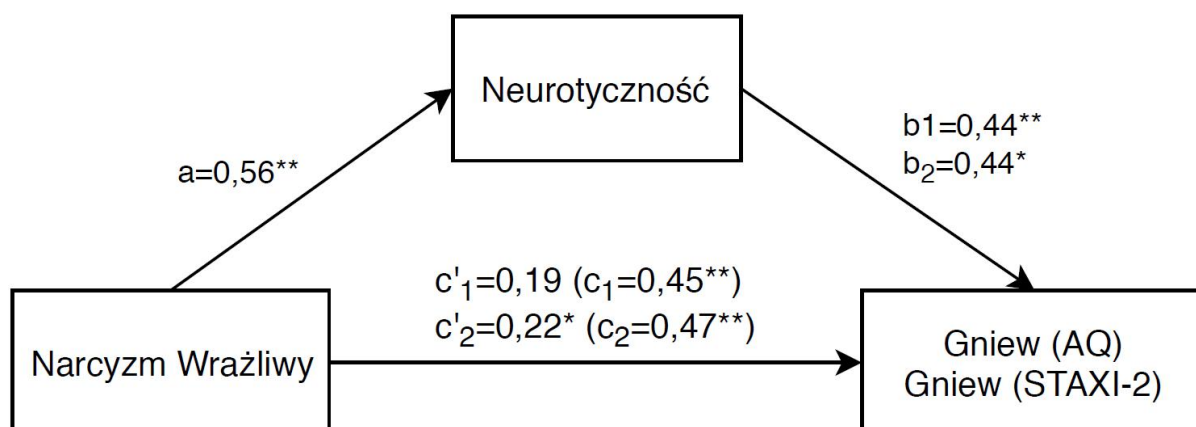 Neurotyczność
a=0,56**
b1=0,44**
b₂=0,44*
c'₁=0,19 (c₁=0,45**)
c'₂=0,22* (c₂=0,47**)
Narcyzm Wrażliwy
Gniew (AQ)
Gniew (STAXI-2)